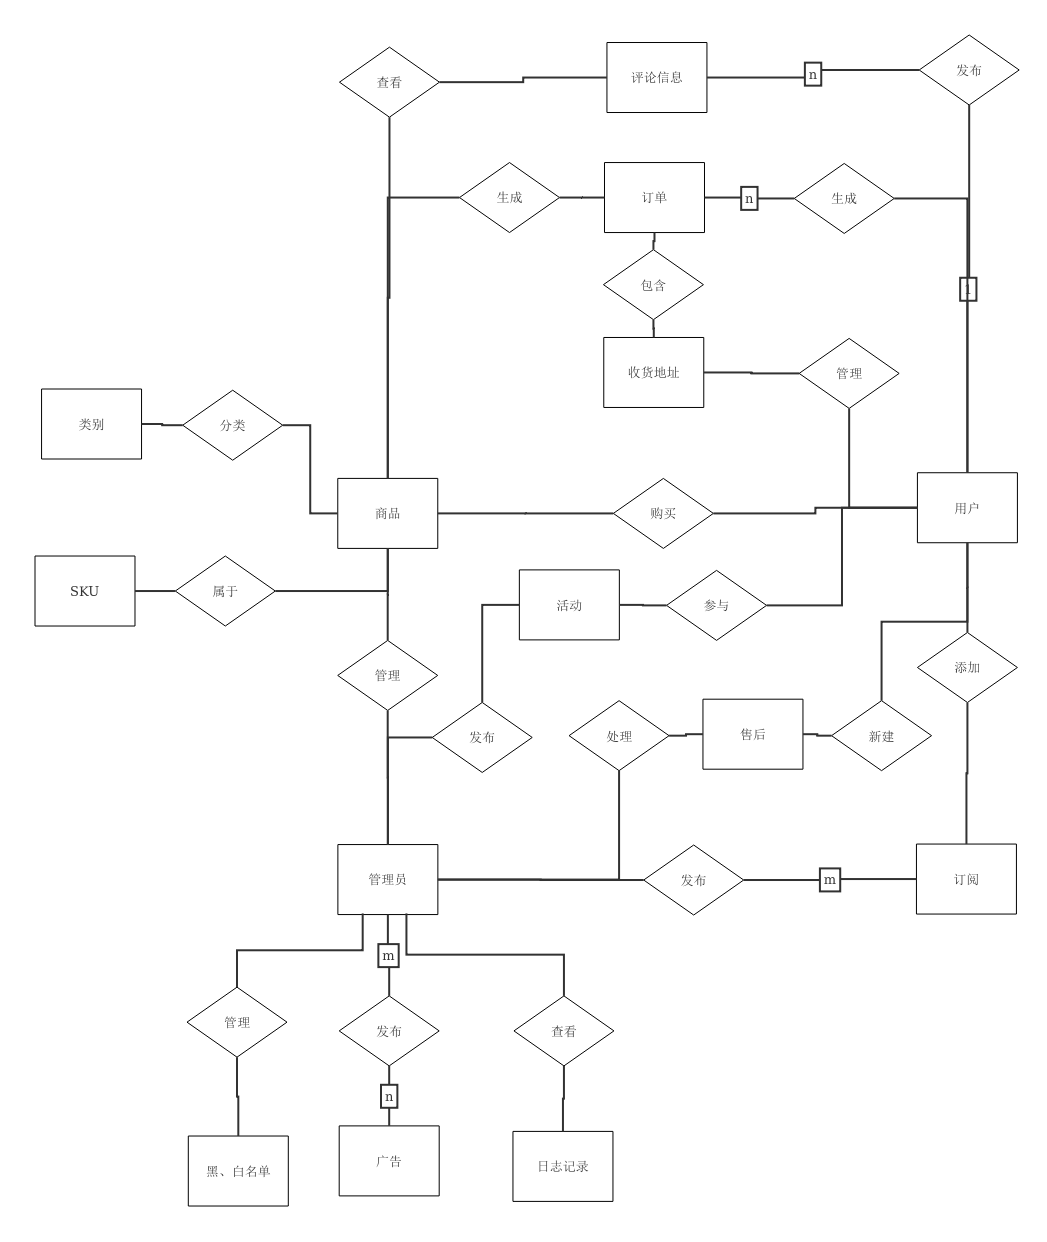 查看
评论信息
n
发布
生成
订单
n
生成
包含
1
收货地址
管理
类别
分类
商品
购买
用户
SKU
属于
活动
参与
管理
添加
发布
处理
售后
新建
管理员
发布
m
订阅
m
管理
发布
查看
n
黑、白名单
广告
日志记录